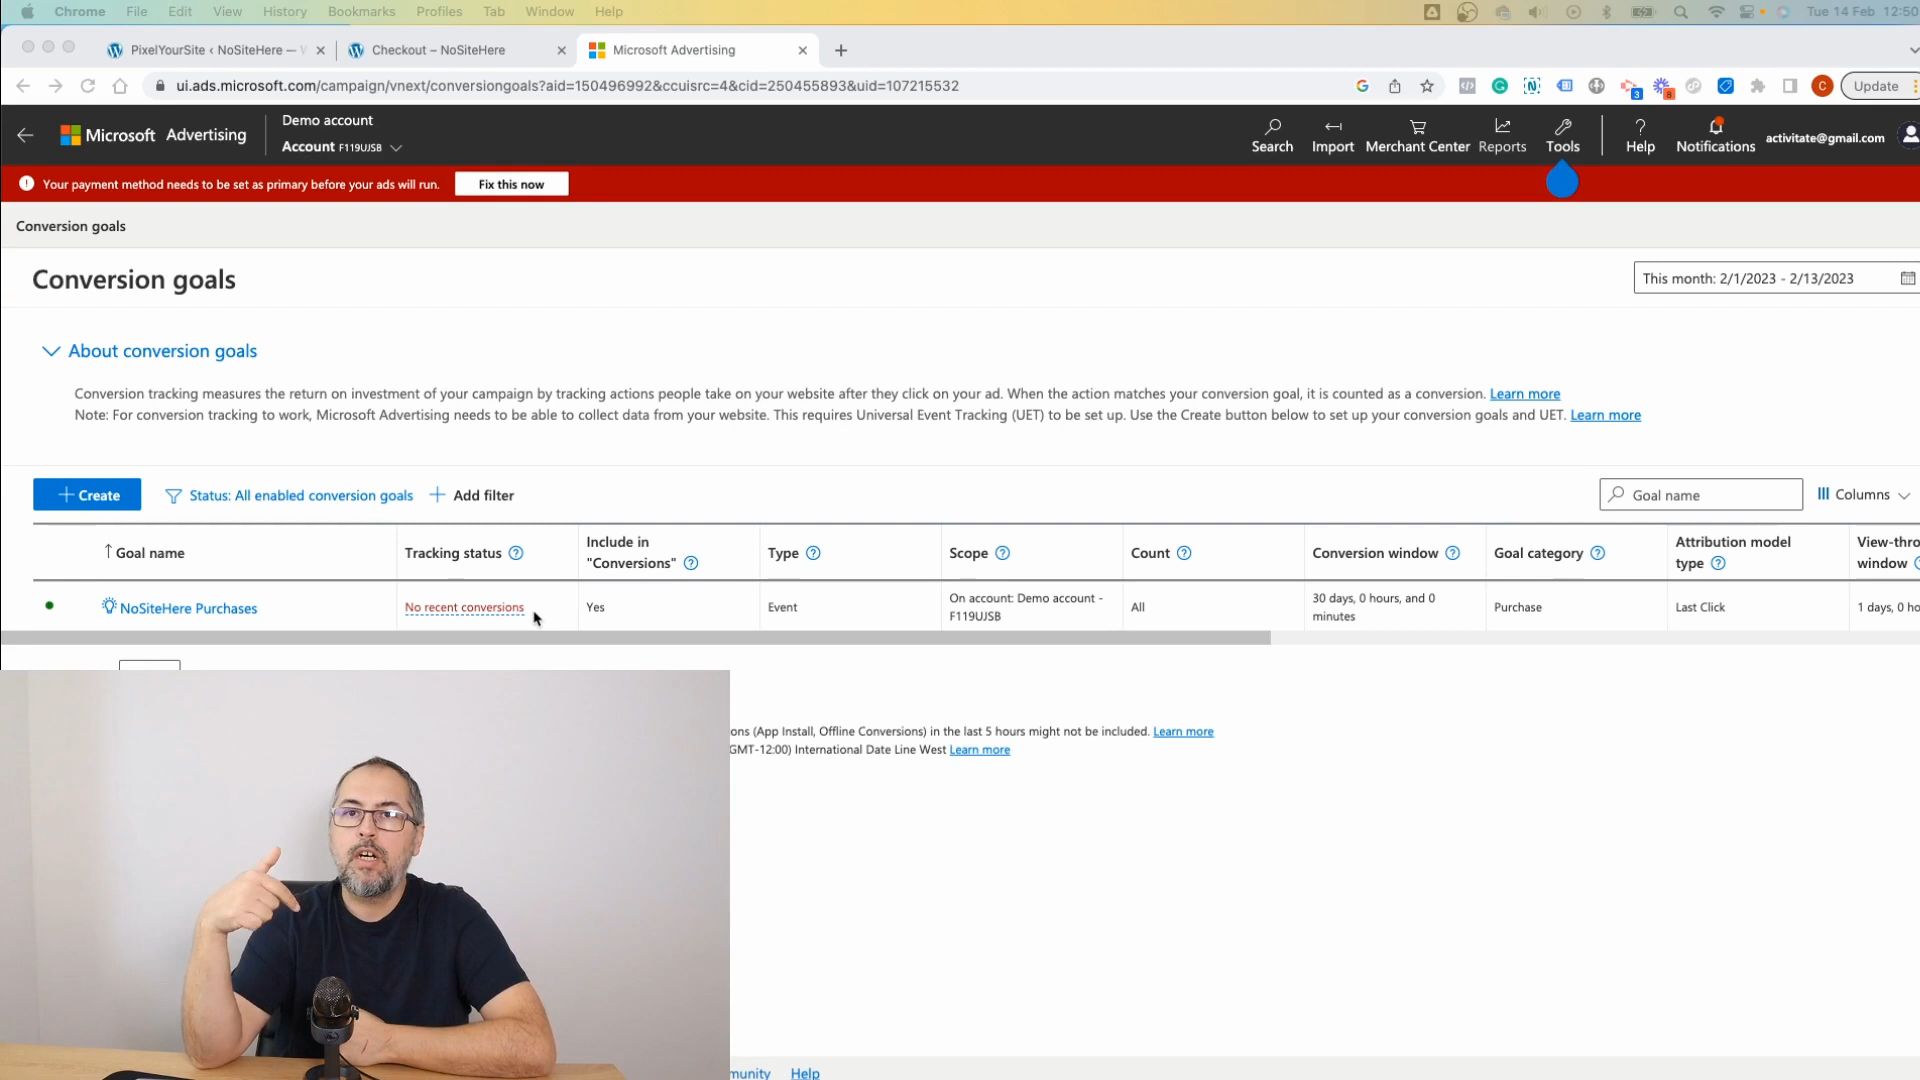 Chrome File Edit View History Bookmarks Profiles Tab Window Help Tue 14 Feb 12:50
PixelYourSite ‹ NoSiteHere — Checkout – NoSiteHere Microsoft Advertising
ui.ads.microsoft.com/campaign/vnext/conversiongoals?aid=150496992&ccuisrc=4&cid=250455893&uid=107215532 3 8 C Update
Microsoft Advertising
Demo account
Account F119UJSB
Search Import Merchant Center Reports Tools Help Notifications activitate@gmail.com
Your payment method needs to be set as primary before your ads will run. Fix this now
Conversion goals
Conversion goals
This month: 2/1/2023 - 2/13/2023
About conversion goals
Conversion tracking measures the return on investment of your campaign by tracking actions people take on your website after they click on your ad. When the action matches your conversion goal, it is counted as a conversion. Learn more
Note: For conversion tracking to work, Microsoft Advertising needs to be able to collect data from your website. This requires Universal Event Tracking (UET) to be set up. Use the Create button below to set up your conversion goals and UET. Learn more
Create Status: All enabled conversion goals Add filter Goal name Columns
Goal name
Tracking status
Include in
"Conversions"
Type
Scope
Count
Conversion window
Goal category
Attribution model
type
View-thro
window
NoSiteHere Purchases
No recent conversions
Yes
Event
On account: Demo account -
F119UJSB
All
30 days, 0 hours, and 0
minutes
Purchase
Last Click
1 days, 0 ho
ons (App Install, Offline Conversions) in the last 5 hours might not be included. Learn more
GMT-12:00) International Date Line West Learn more
munity Help